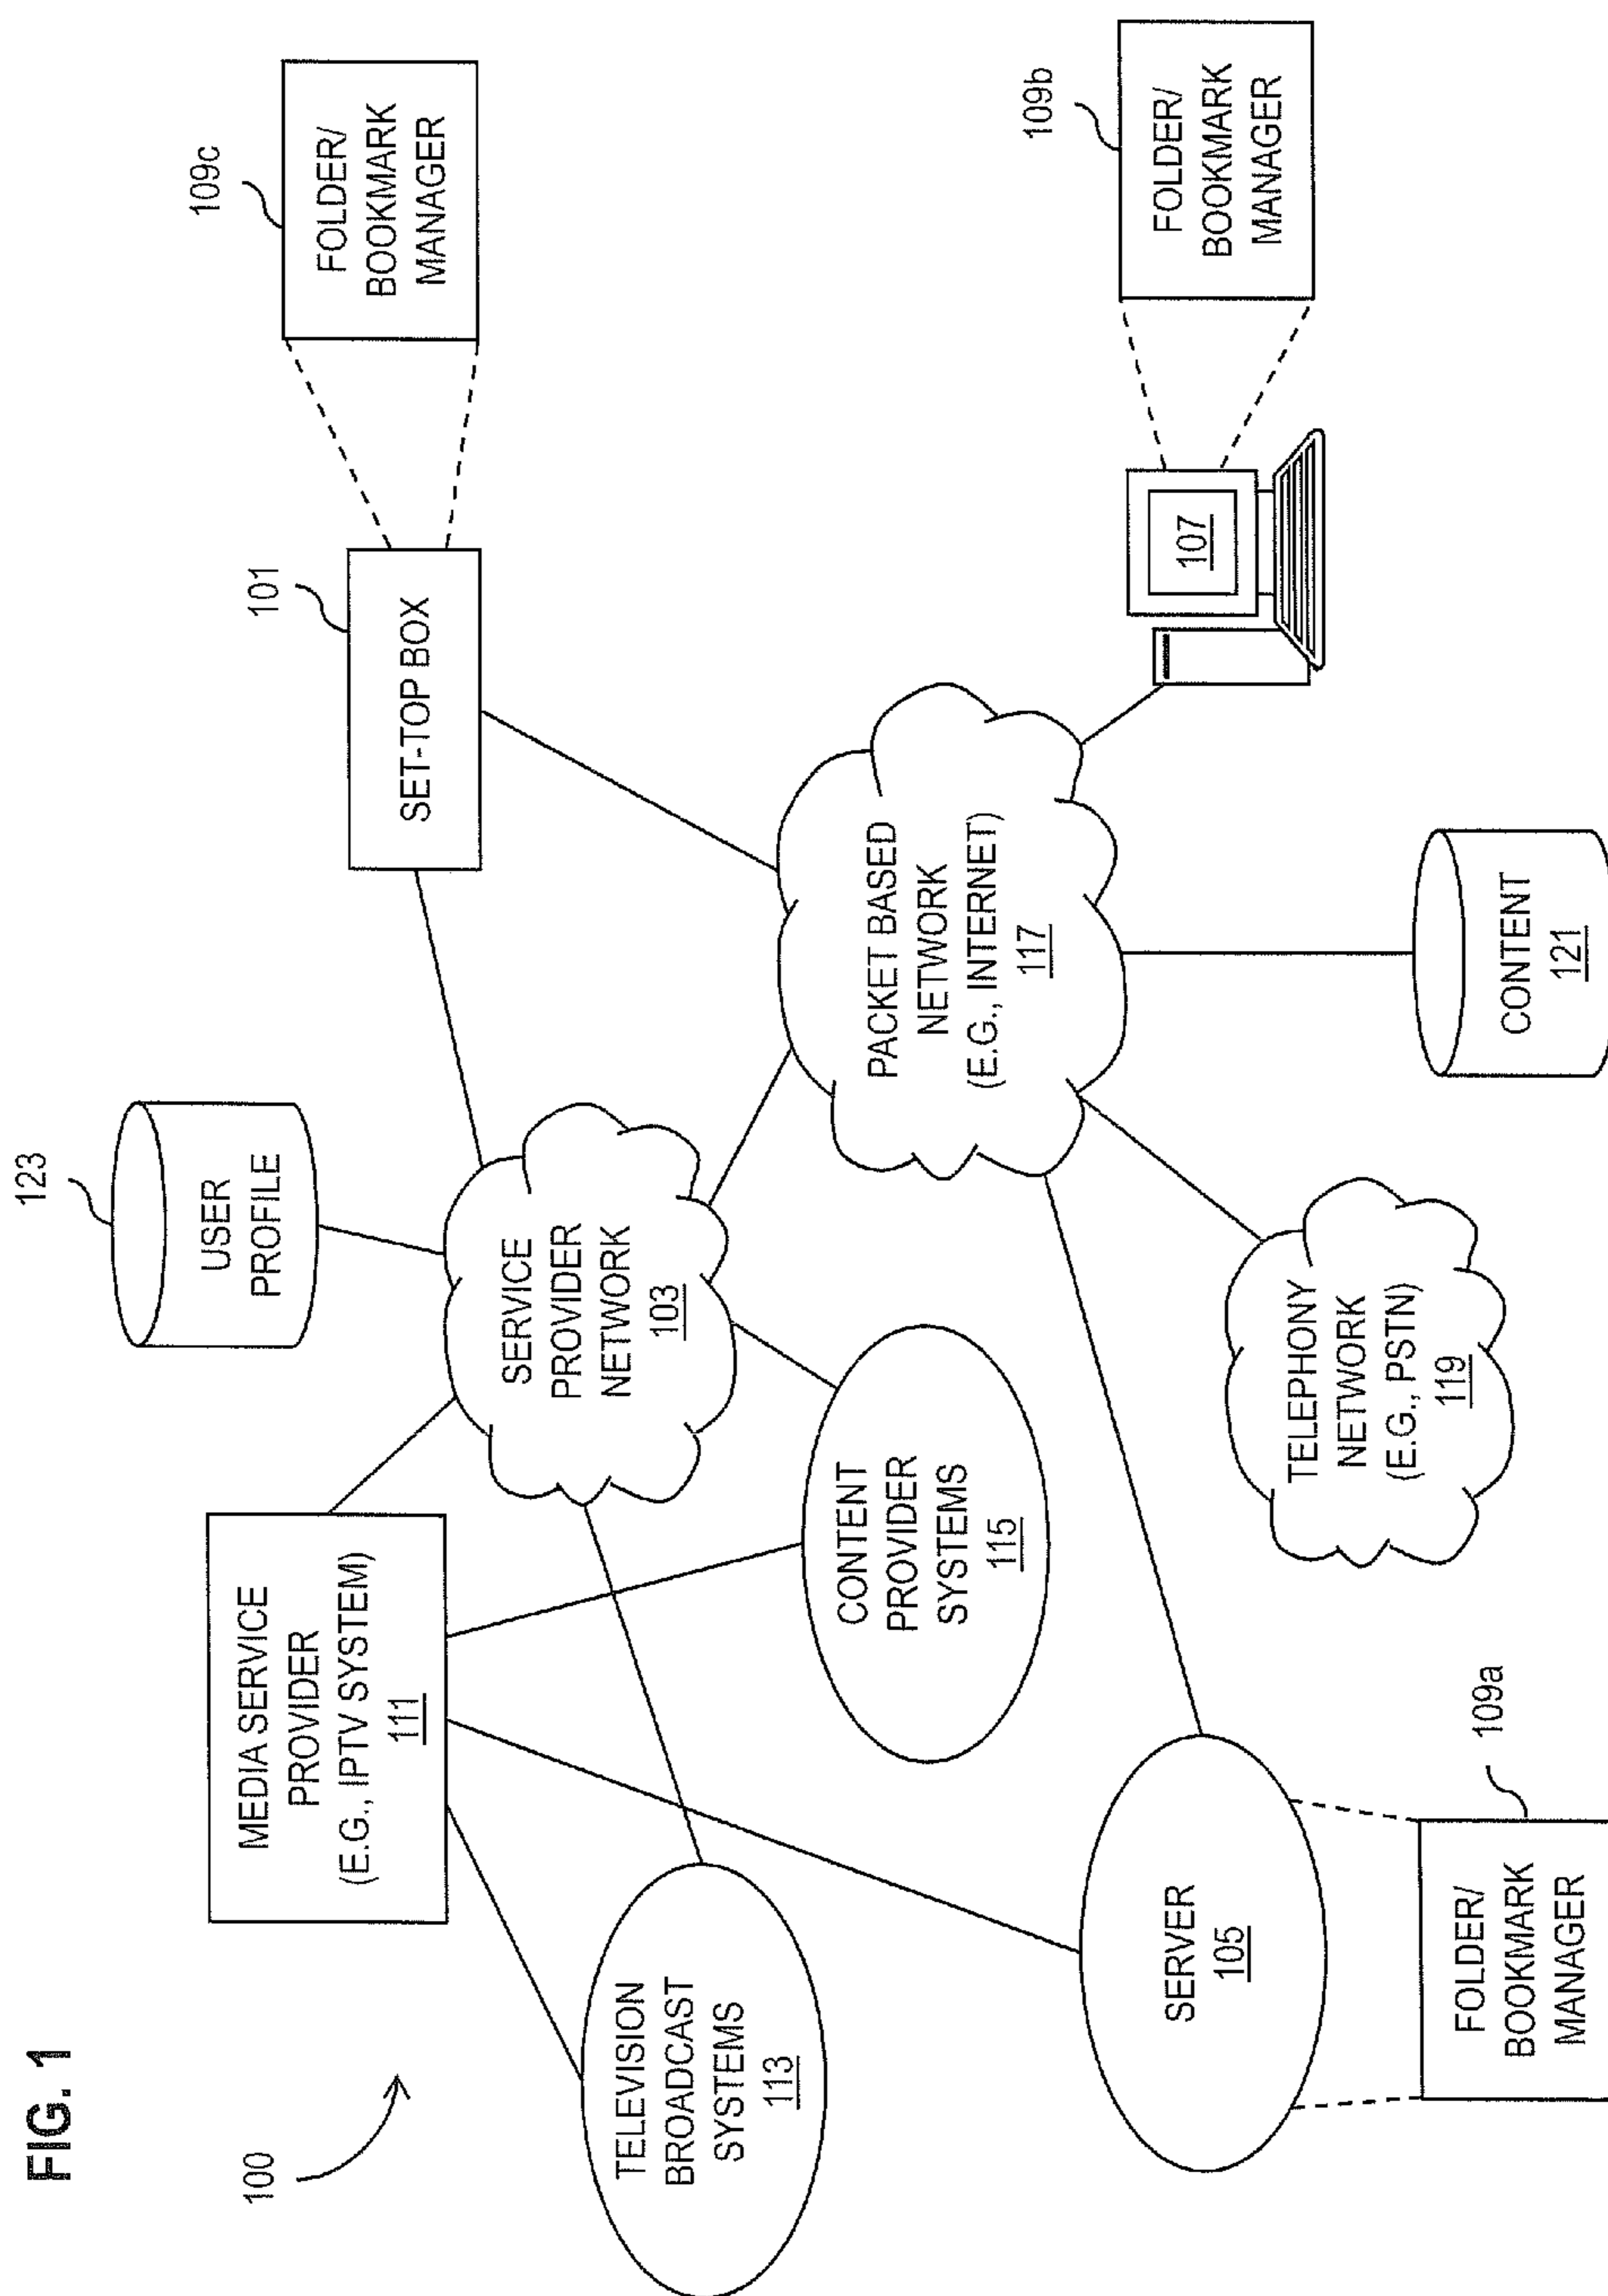 FIG. 1
100
MEDIA SERVICE
PROVIDER
(E.G., IPTV SYSTEM)
111
123
USER
PROFILE
101
SET-TOP BOX
109c
FOLDER/
BOOKMARK
MANAGER
SERVICE
PROVIDER
NETWORK
103
TELEVISION
BROADCAST
SYSTEMS
113
CONTENT
PROVIDER
SYSTEMS
115
PACKET BASED
NETWORK
(E.G., INTERNET)
117
107
109b
FOLDER/
BOOKMARK
MANAGER
SERVER
105
TELEPHONY
NETWORK
(E.G., PSTN)
119
CONTENT
121
109a
FOLDER/
BOOKMARK
MANAGER